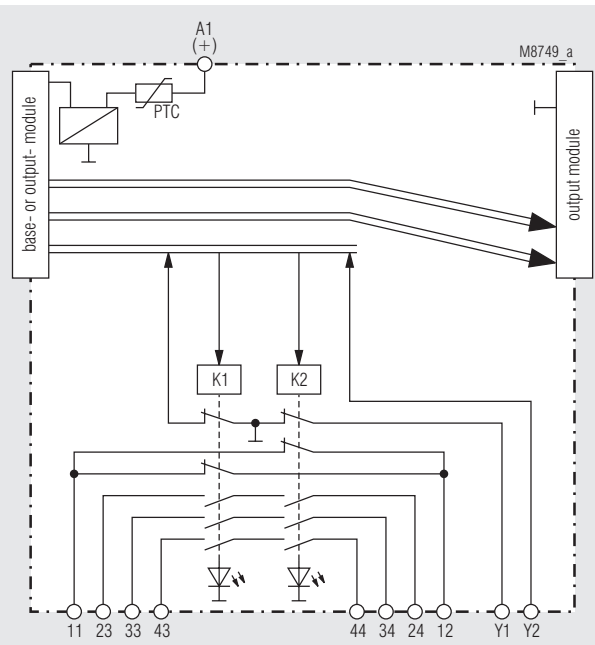 A1
(+)
M8749_a
PTC
base- or output- module
output module
K1 K2
11 23 33 43 44 34 24 12 Y1 Y2